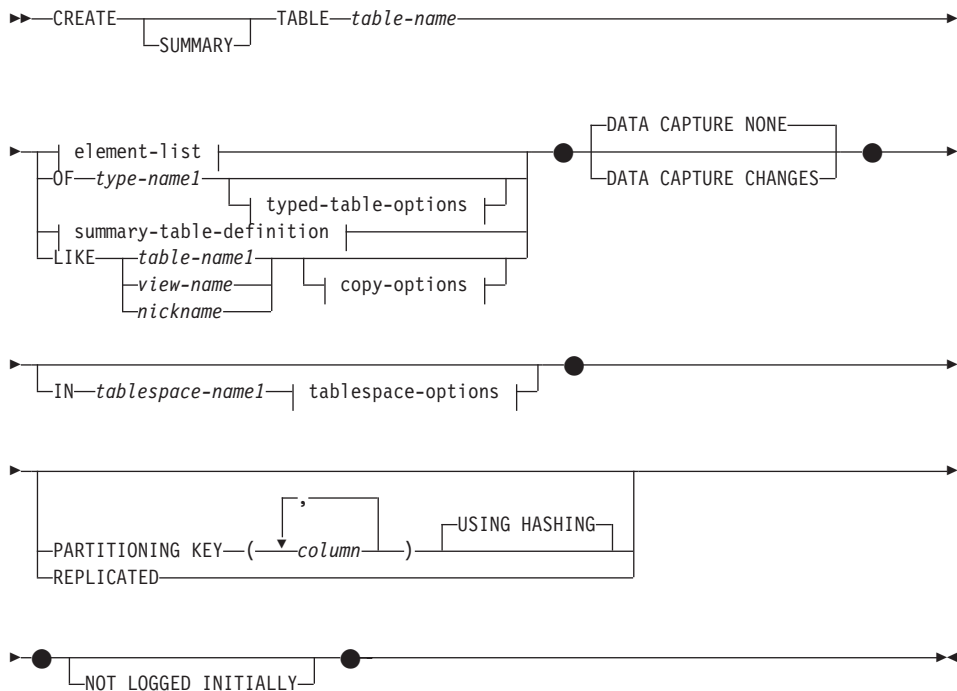 CREATE TABLE table-name
SUMMARY
element-list
OF type-name1
typed-table-options
summary-table-definition
LIKE table-name1
view-name
nickname
copy-options
DATA CAPTURE NONE
DATA CAPTURE CHANGES
IN tablespace-name1 tablespace-options
,
PARTITIONING KEY ( column ) USING HASHING
REPLICATED
NOT LOGGED INITIALLY